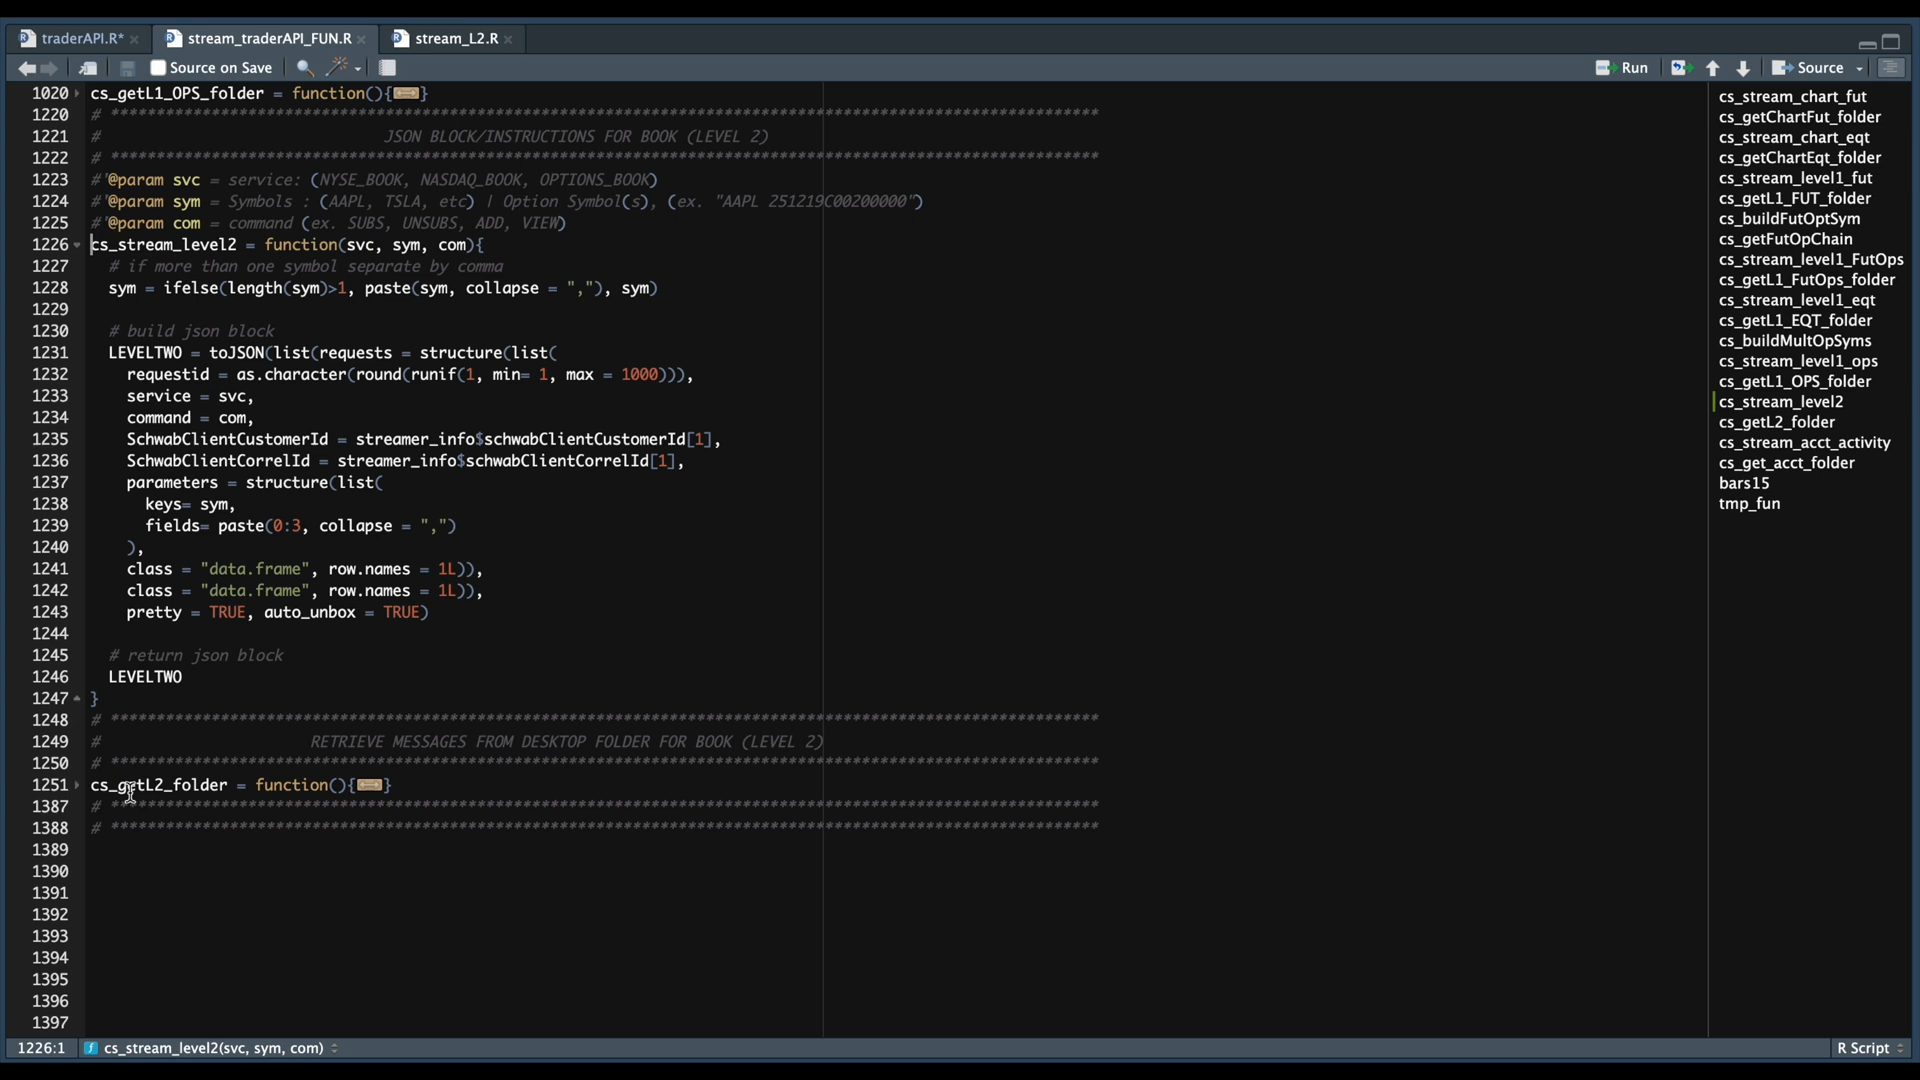 traderAPI.R* × stream_traderAPI_FUN.R × stream_L2.R ×
Source on Save Run Source
1020 cs_getL1_OPS_folder = function(){ }
1220 # ***********************************************************************************************************
1221 # JSON BLOCK/INSTRUCTIONS FOR BOOK (LEVEL 2)
1222 # ***********************************************************************************************************
1223 #'@param svc = service: (NYSE_BOOK, NASDAQ_BOOK, OPTIONS_BOOK)
1224 #'@param sym = Symbols : (AAPL, TSLA, etc) | Option Symbol(s), (ex. "AAPL 251219C00200000")
1225 #'@param com = command (ex. SUBS, UNSUBS, ADD, VIEW)
1226 cs_stream_level2 = function(svc, sym, com){
1227 # if more than one symbol separate by comma
1228 sym = ifelse(length(sym)>1, paste(sym, collapse = ","), sym)
1229
1230 # build json block
1231 LEVELTWO = toJSON(list(requests = structure(list(
1232 requestid = as.character(round(runif(1, min= 1, max = 1000))),
1233 service = svc,
1234 command = com,
1235 SchwabClientCustomerId = streamer_info$schwabClientCustomerId[1],
1236 SchwabClientCorrelId = streamer_info$schwabClientCorrelId[1],
1237 parameters = structure(list(
1238 keys= sym,
1239 fields= paste(0:3, collapse = ",")
1240 ),
1241 class = "data.frame", row.names = 1L)),
1242 class = "data.frame", row.names = 1L)),
1243 pretty = TRUE, auto_unbox = TRUE)
1244
1245 # return json block
1246 LEVELTWO
1247 }
1248 # ***********************************************************************************************************
1249 # RETRIEVE MESSAGES FROM DESKTOP FOLDER FOR BOOK (LEVEL 2)
1250 # ***********************************************************************************************************
1251 cs_getL2_folder = function(){ }
1387 # ***********************************************************************************************************
1388 # ***********************************************************************************************************
1389
1390
1391
1392
1393
1394
1395
1396
1397
cs_stream_chart_fut
cs_getChartFut_folder
cs_stream_chart_eqt
cs_getChartEqt_folder
cs_stream_level1_fut
cs_getL1_FUT_folder
cs_buildFutOptSym
cs_getFutOpChain
cs_stream_level1_FutOps
cs_getL1_FutOps_folder
cs_stream_level1_eqt
cs_getL1_EQT_folder
cs_buildMultOpSyms
cs_stream_level1_ops
cs_getL1_OPS_folder
cs_stream_level2
cs_getL2_folder
cs_stream_acct_activity
cs_get_acct_folder
bars15
tmp_fun
1226:1 cs_stream_level2(svc, sym, com) R Script